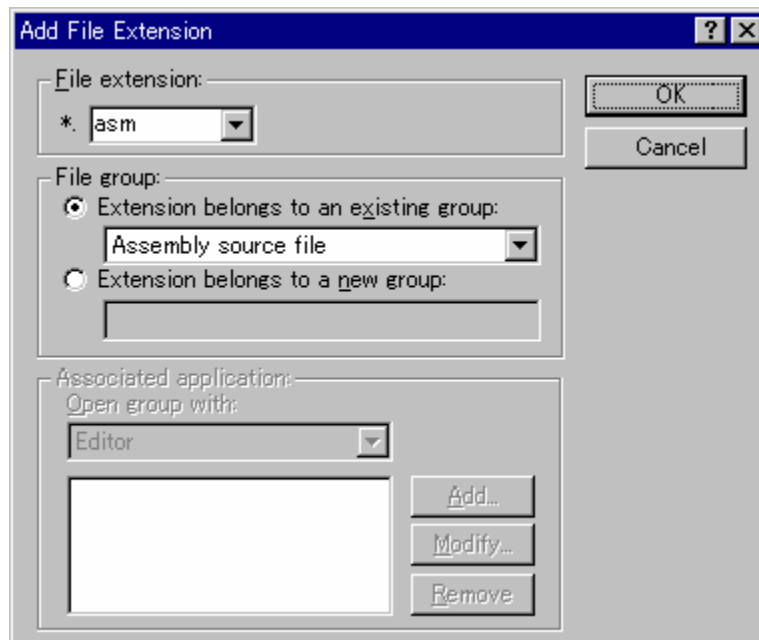 Add File Extension
File extension:
*. asm
OK
Cancel
File group:
Extension belongs to an existing group:
Assembly source file
Extension belongs to a new group:
Associated application:
Open group with:
Editor
Add...
Modify...
Remove